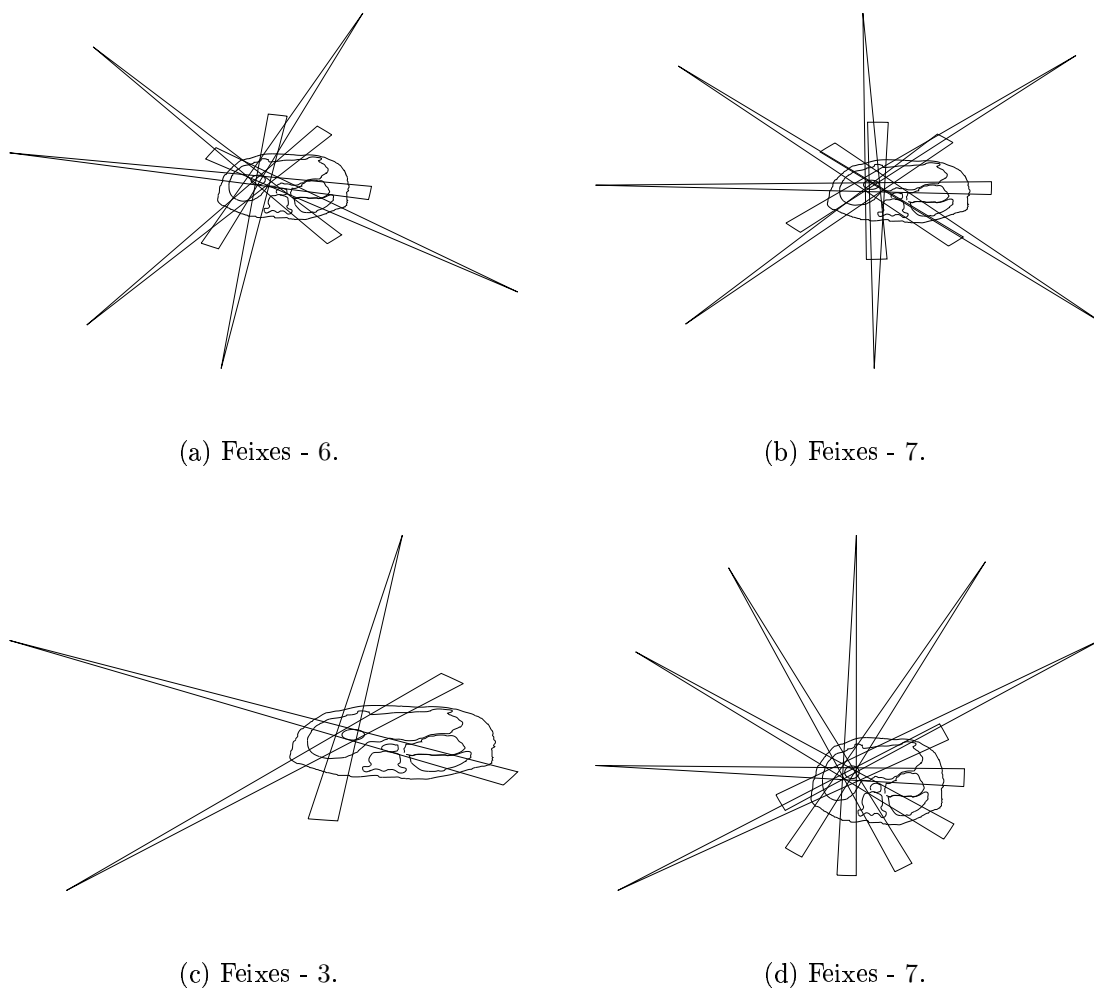 (a) Feixes - 6.
(b) Feixes - 7.
(c) Feixes - 3.
(d) Feixes - 7.